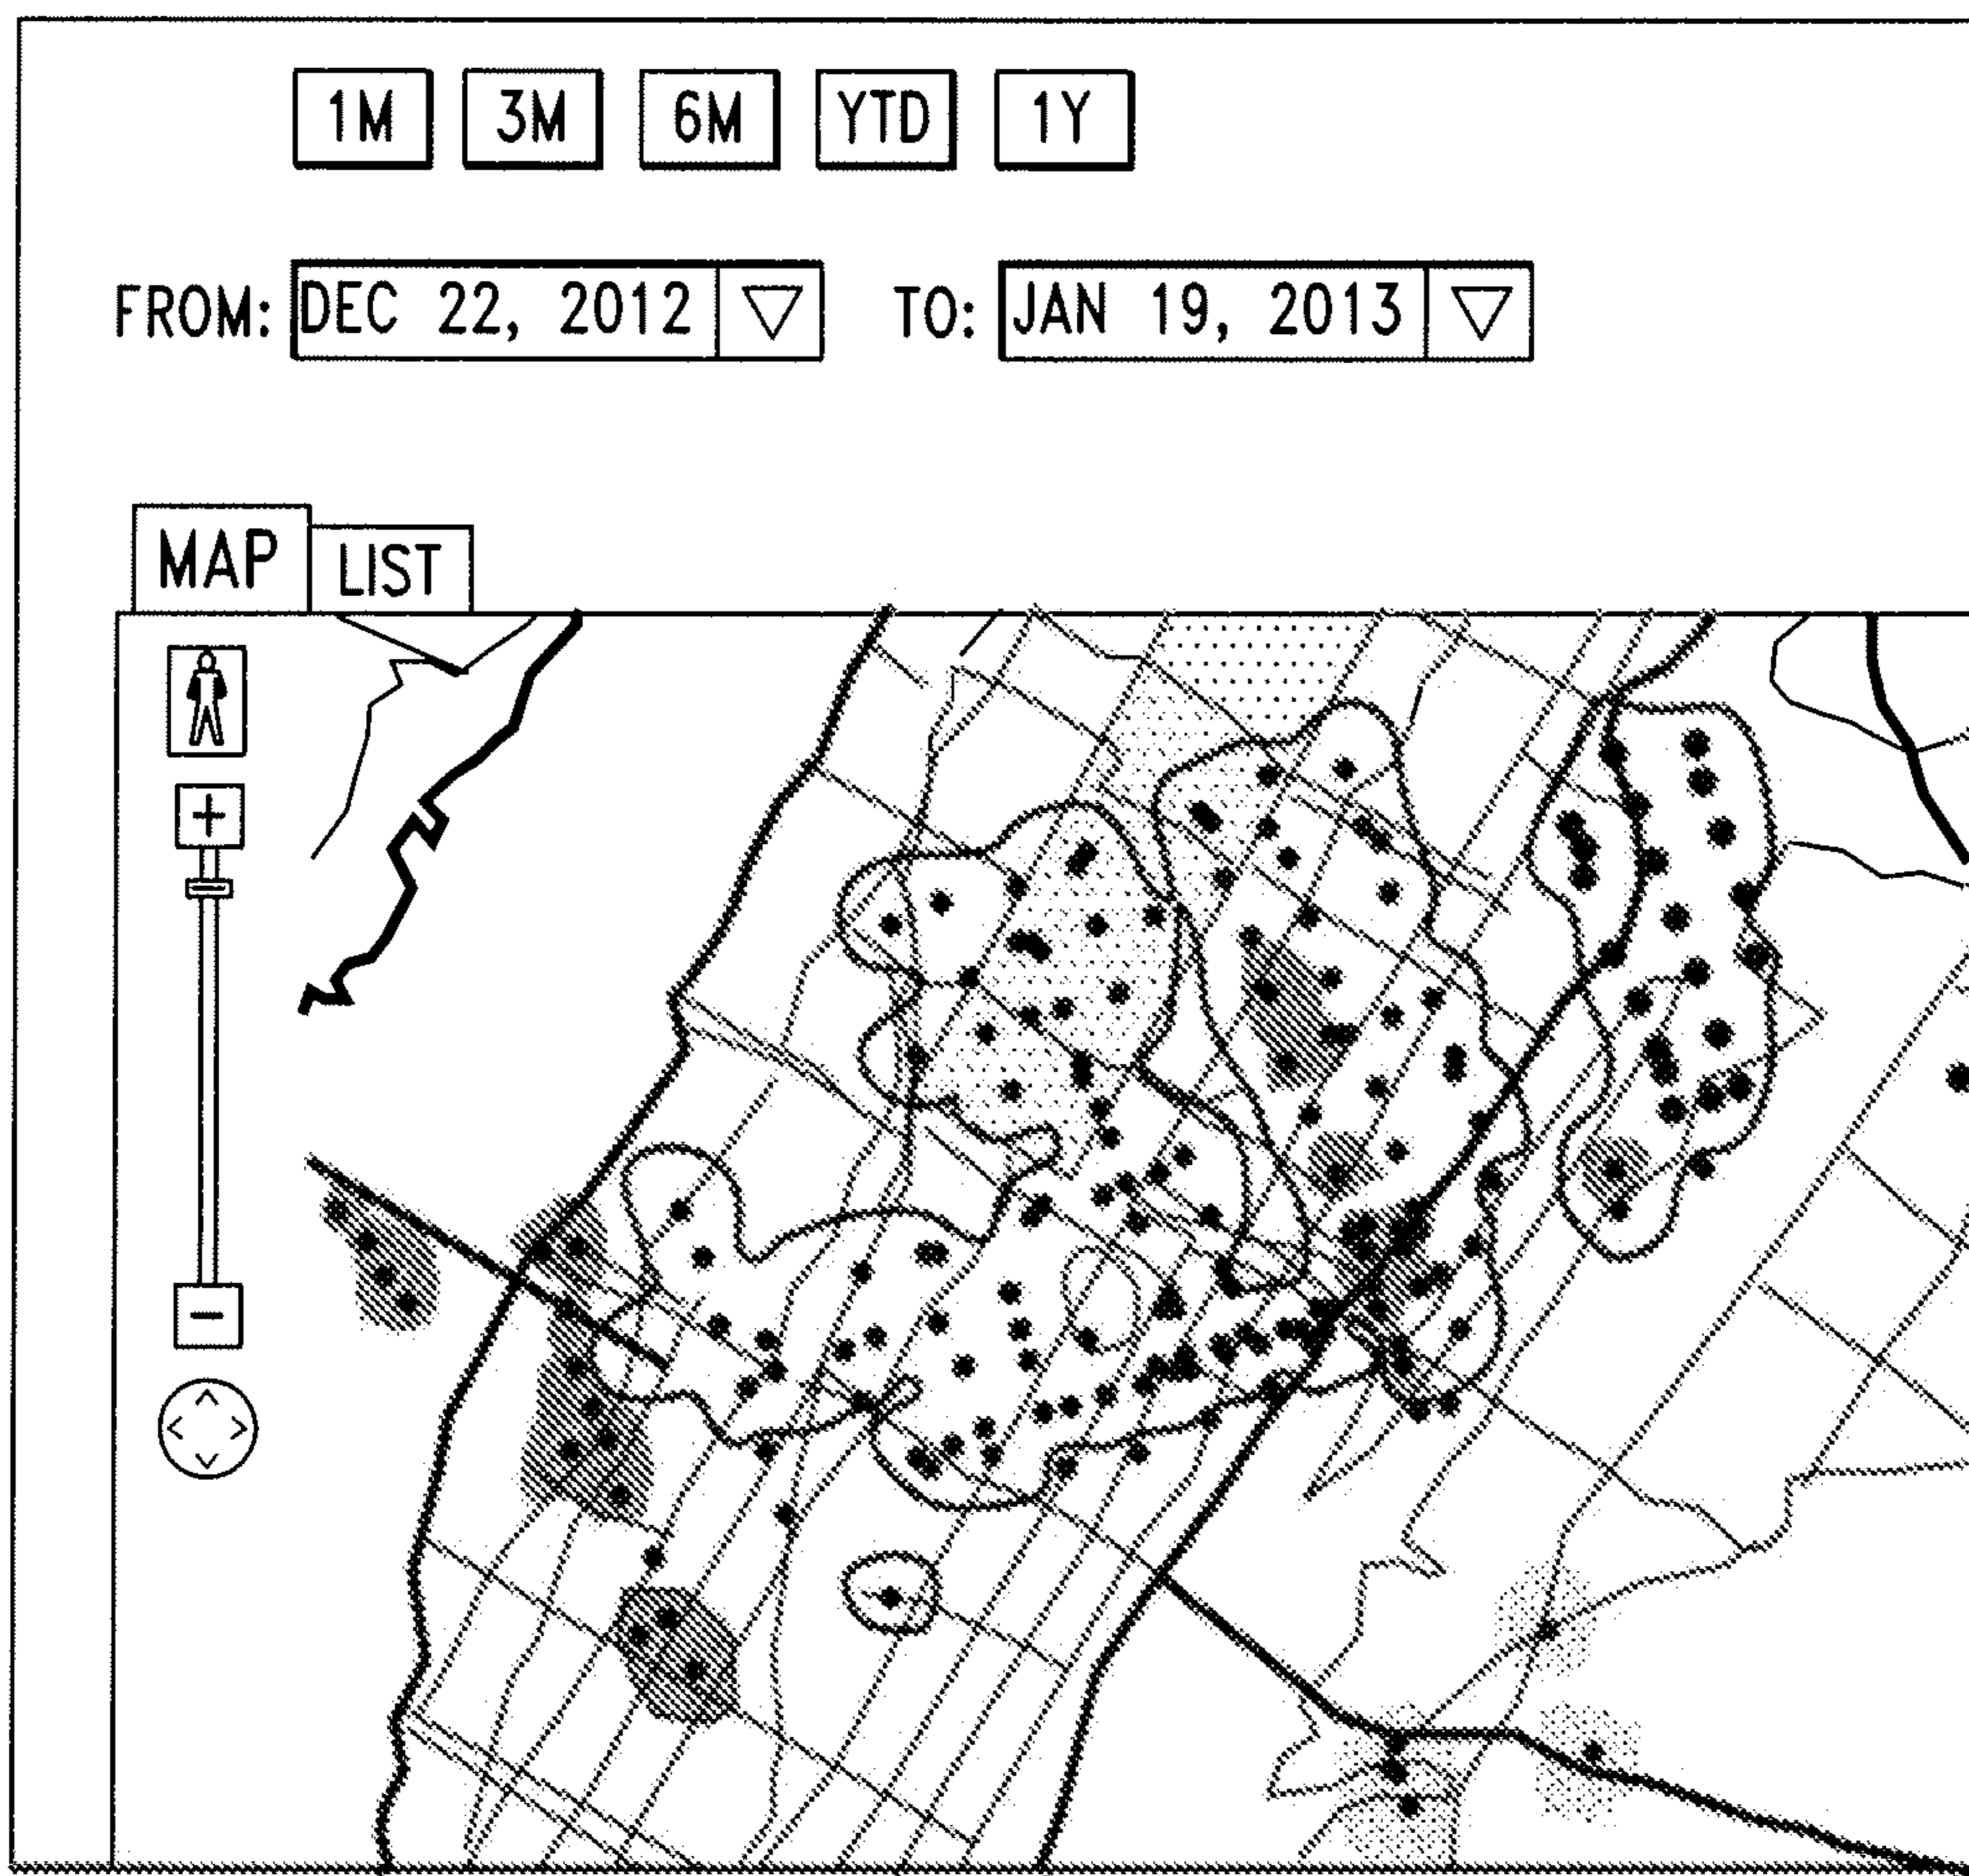 1M 3M 6M YTD 1Y
FROM: DEC 22, 2012 TO: JAN 19, 2013
MAP LIST
+
−